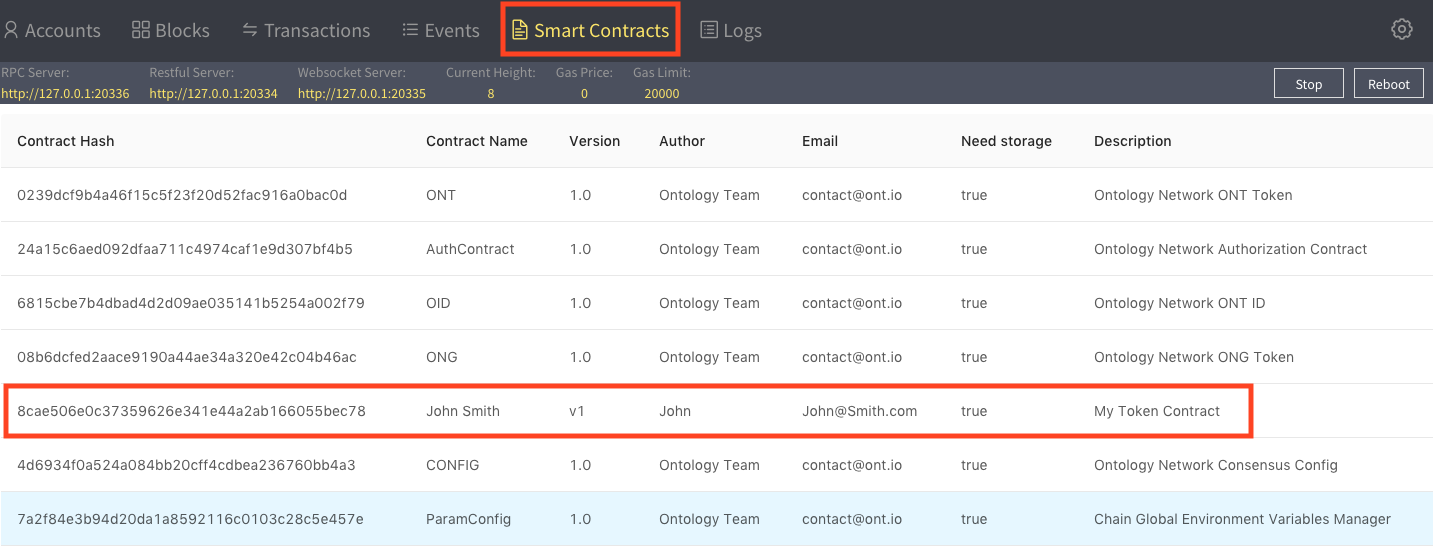 Accounts Blocks Transactions Events Smart Contracts Logs
RPC Server: Restful Server: Websocket Server: Current Height: Gas Price: Gas Limit:
http://127.0.0.1:20336 http://127.0.0.1:20334 http://127.0.0.1:20335 8 0 20000 Stop Reboot
Contract Hash Contract Name Version Author Email Need storage Description
0239dcf9b4a46f15c5f23f20d52fac916a0bac0d ONT 1.0 Ontology Team contact@ont.io true Ontology Network ONT Token
24a15c6aed092dfaa711c4974caf1e9d307bf4b5 AuthContract 1.0 Ontology Team contact@ont.io true Ontology Network Authorization Contract
6815cbe7b4dbad4d2d09ae035141b5254a002f79 OID 1.0 Ontology Team contact@ont.io true Ontology Network ONT ID
08b6dcfed2aace9190a44ae34a320e42c04b46ac ONG 1.0 Ontology Team contact@ont.io true Ontology Network ONG Token
8cae506e0c37359626e341e44a2ab166055bec78 John Smith v1 John John@Smith.com true My Token Contract
4d6934f0a524a084bb20cff4cdbea236760bb4a3 CONFIG 1.0 Ontology Team contact@ont.io true Ontology Network Consensus Config
7a2f84e3b94d20da1a8592116c0103c28c5e457e ParamConfig 1.0 Ontology Team contact@ont.io true Chain Global Environment Variables Manager